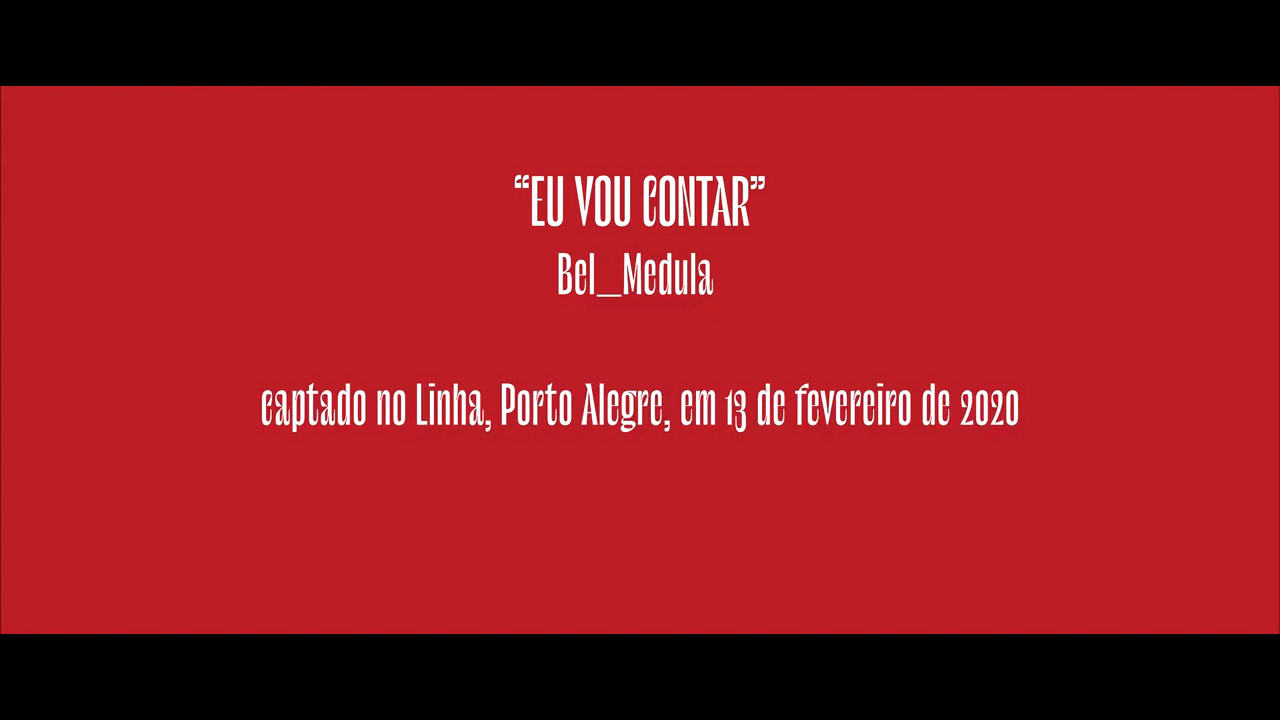 “EU VOU CONTAR”
Bel_Medula
captado no Linha, Porto Alegre, em 13 de fevereiro de 2020